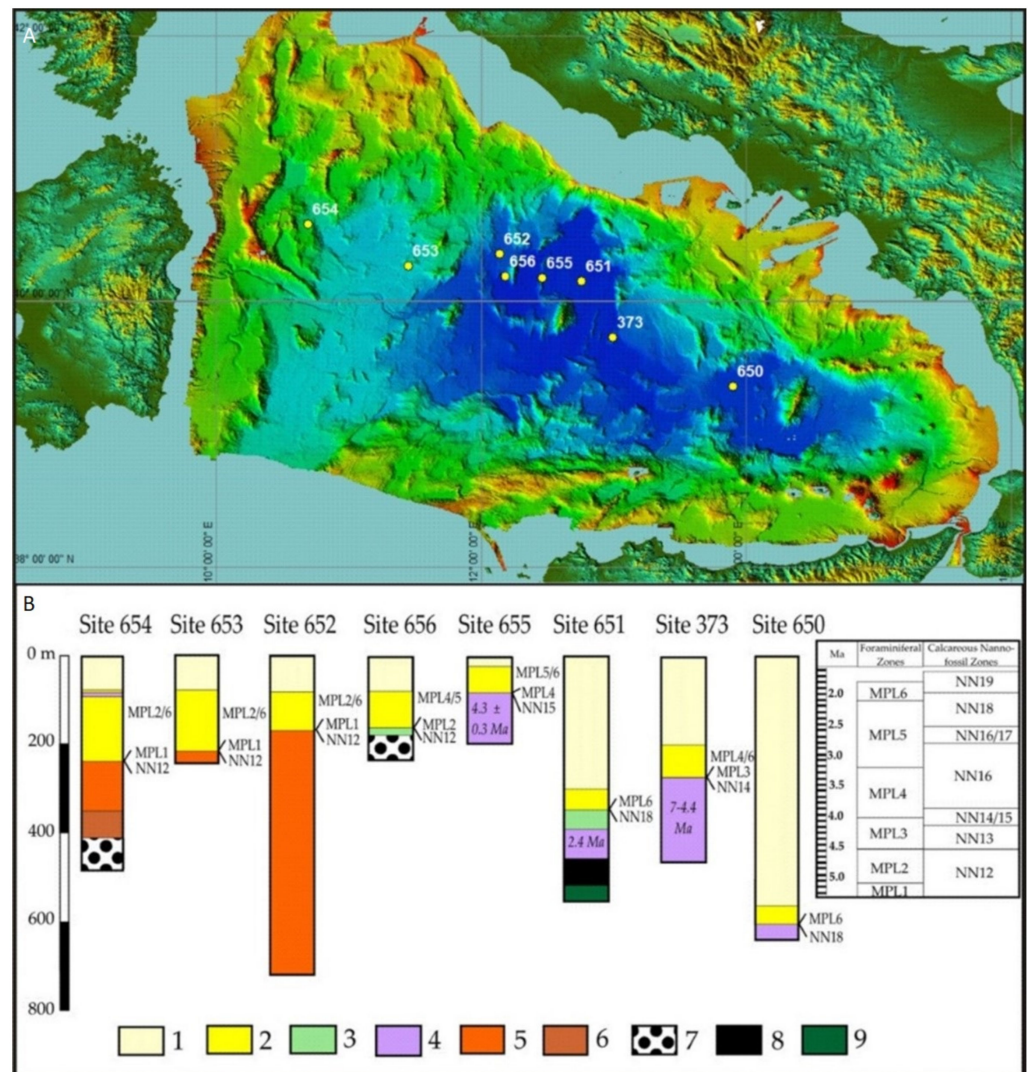 A
42° 00' 00" N
654
653
652
656
655
651
40° 00' 00" N
373
650
38° 00' 00" N
10° 00' 00" E
12° 00' 00" E
B
Site 654 Site 653 Site 652 Site 656 Site 655 Site 651 Site 373 Site 650
0 m
200
400
600
800
MPL2/6
MPL1
NN12
MPL2/6
MPL1
NN12
MPL2/6
MPL1
NN12
MPL4/5
MPL2
NN12
MPL5/6
MPL4
NN15
4.3 ±
0.3 Ma
MPL6
NN18
2.4 Ma
MPL4/6
MPL3
NN14
7-4.4
Ma
MPL6
NN18
Ma
Foraminiferal
Zones
Calcareous Nanno-
fossil Zones
2.0
2.5
3.0
3.5
4.0
4.5
5.0
MPL6
MPL5
MPL4
MPL3
MPL2
MPL1
NN19
NN18
NN16/17
NN16
NN14/15
NN13
NN12
1 2 3 4 5 6 7 8 9